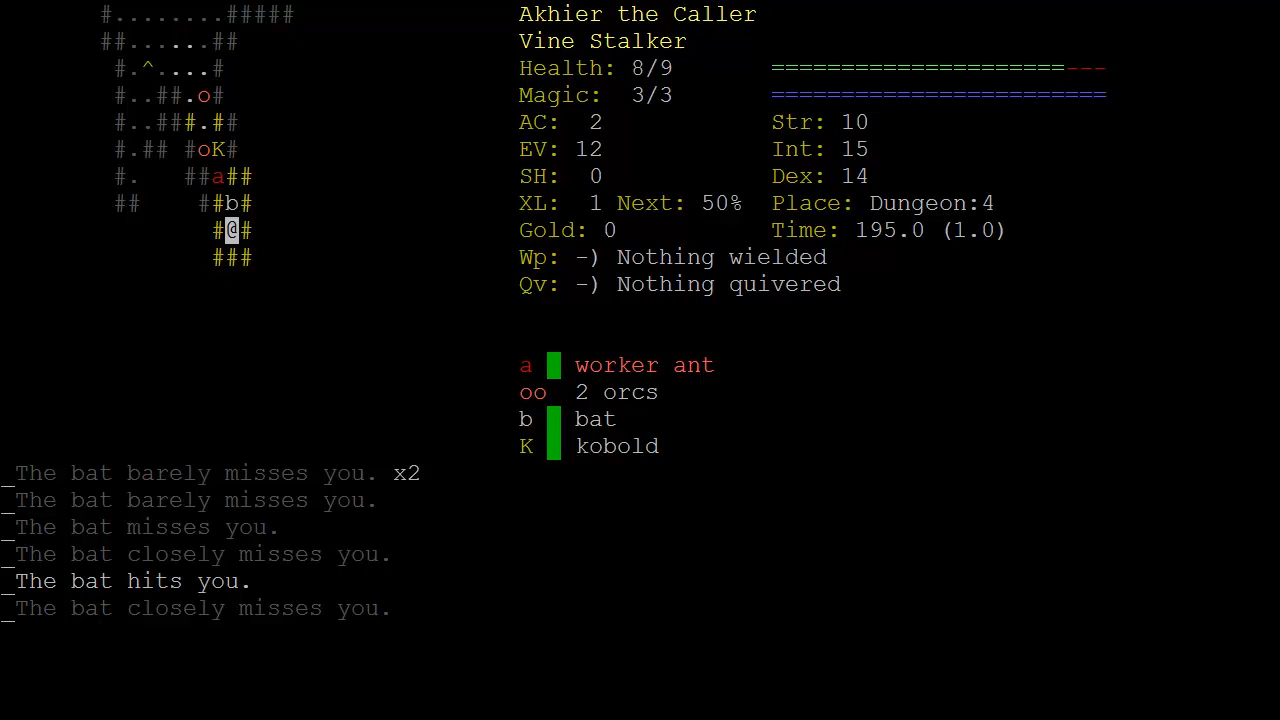 #........##### Akhier the Caller
##......## Vine Stalker
#.^....# Health: 8/9 =====================---
#..##.o# Magic: 3/3 ========================
#..###.## AC: 2 Str: 10
#.## #oK# EV: 12 Int: 15
#. ##a## SH: 0 Dex: 14
## ##b# XL: 1 Next: 50% Place: Dungeon:4
#@# Gold: 0 Time: 195.0 (1.0)
### Wp: -) Nothing wielded
Qv: -) Nothing quivered
a worker ant
oo 2 orcs
b bat
K kobold
_The bat barely misses you. x2
_The bat barely misses you.
_The bat misses you.
_The bat closely misses you.
_The bat hits you.
_The bat closely misses you.